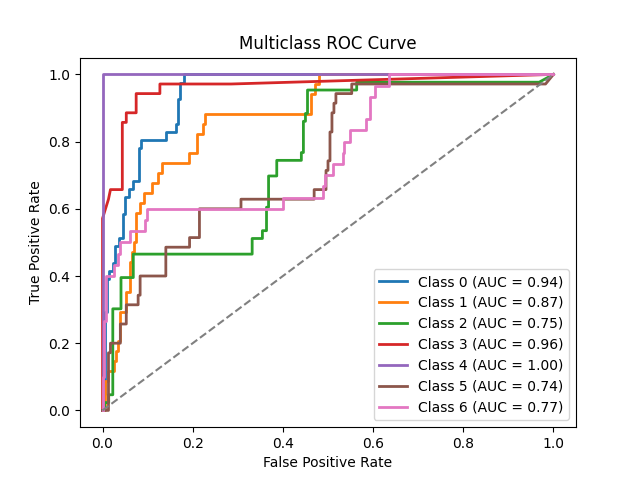 Multiclass ROC Curve
True Positive Rate
1.0
0.8
0.6
0.4
0.2
0.0
Class 0 (AUC = 0.94)
Class 1 (AUC = 0.87)
Class 2 (AUC = 0.75)
Class 3 (AUC = 0.96)
Class 4 (AUC = 1.00)
Class 5 (AUC = 0.74)
Class 6 (AUC = 0.77)
0.0 0.2 0.4 0.6 0.8 1.0
False Positive Rate